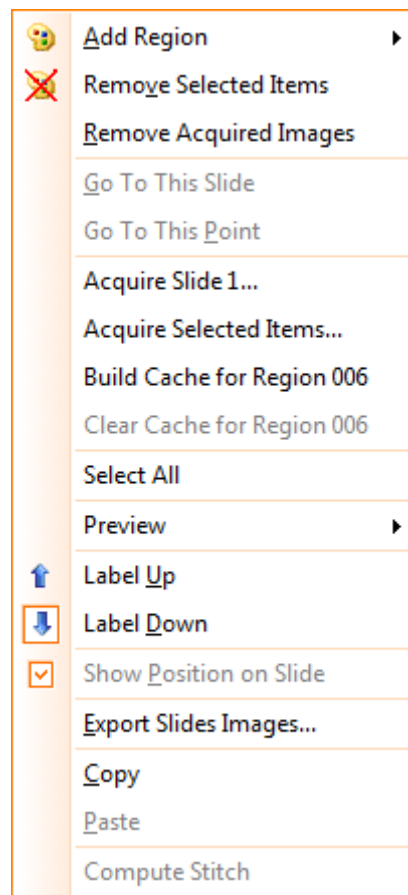 Add Region
Remove Selected Items
Remove Acquired Images
Go To This Slide
Go To This Point
Acquire Slide 1...
Acquire Selected Items...
Build Cache for Region 006
Clear Cache for Region 006
Select All
Preview
Label Up
Label Down
Show Position on Slide
Export Slides Images...
Copy
Paste
Compute Stitch